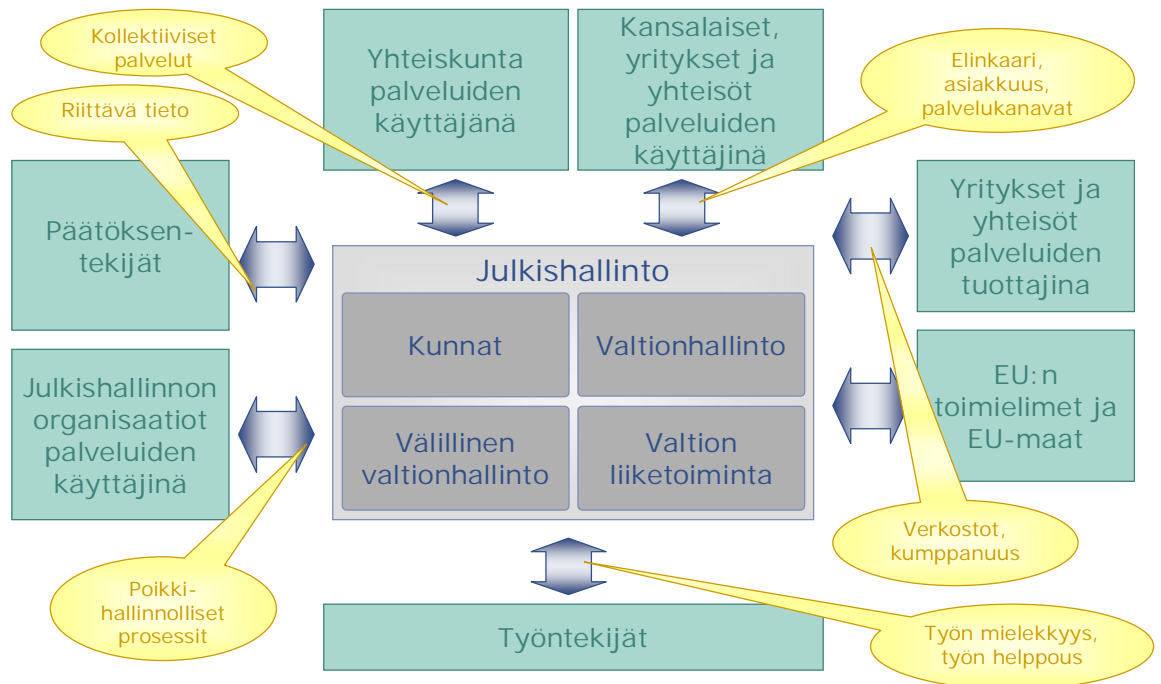 Kollektiiviset
palvelut
Riittävä tieto
Yhteiskunta
palveluiden
käyttäjänä
Kansalaiset,
yritykset ja
yhteisöt
palveluiden
käyttäjinä
Elinkaari,
asiakkuus,
palvelukanavat
Päätöksen-
tekijät
Yritykset ja
yhteisöt
palveluiden
tuottajina
Julkishallinto
Kunnat
Valtionhallinto
Välillinen
valtionhallinto
Valtion
liiketoiminta
Julkishallinnon
organisaatiot
palveluiden
käyttäjinä
EU:n
toimielimet ja
EU-maat
Verkostot,
kumppanuus
Poikki-
hallinnolliset
prosessit
Työntekijät
Työn mielekkyys,
työn helppous